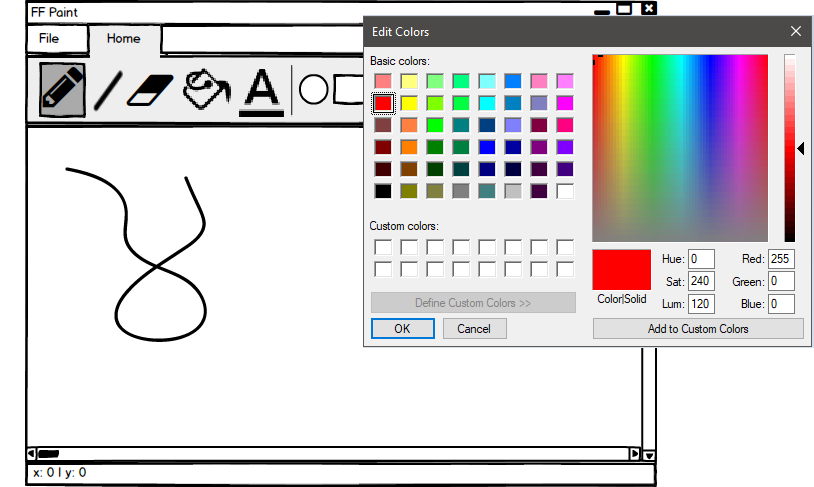 FF Paint
File Home
A
x: 0 | y: 0
Edit Colors
Basic colors:
Custom colors:
Define Custom Colors >>
OK Cancel
Color|Solid
Hue: 0 Red: 255
Sat: 240 Green: 0
Lum: 120 Blue: 0
Add to Custom Colors